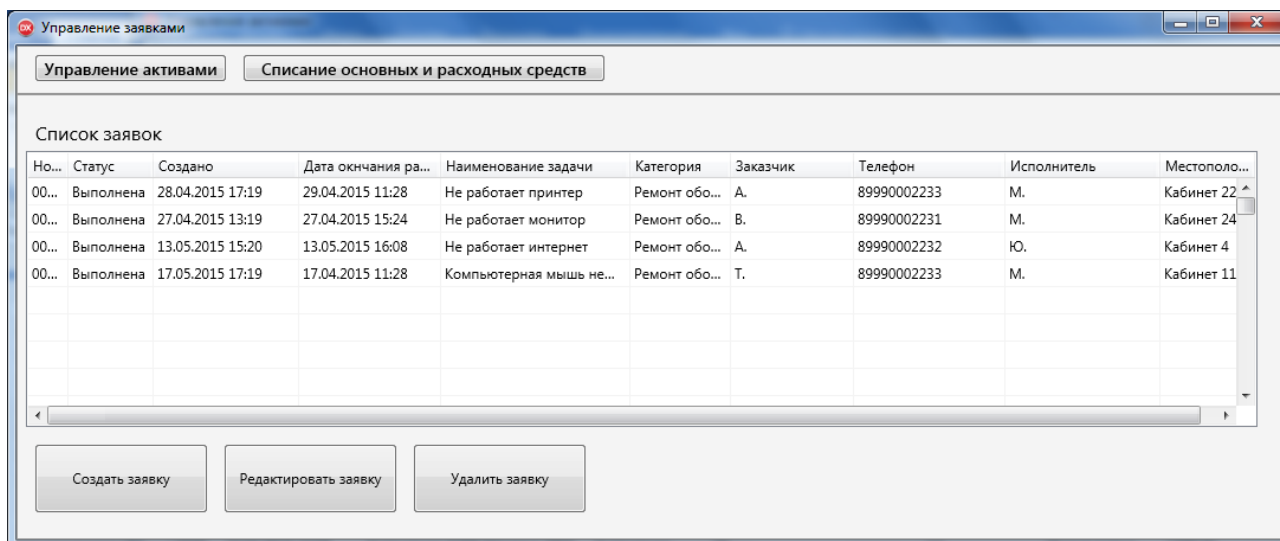 DX Управление заявками
Управление активами Списание основных и расходных средств
Список заявок
Но... Статус Создано Дата окнчания ра... Наименование задачи Категория Заказчик Телефон Исполнитель Местополо...
00... Выполнена 28.04.2015 17:19 29.04.2015 11:28 Не работает принтер Ремонт обо... А. 89990002233 М. Кабинет 22
00... Выполнена 27.04.2015 13:19 27.04.2015 15:24 Не работает монитор Ремонт обо... В. 89990002231 М. Кабинет 24
00... Выполнена 13.05.2015 15:20 13.05.2015 16:08 Не работает интернет Ремонт обо... А. 89990002232 Ю. Кабинет 4
00... Выполнена 17.05.2015 17:19 17.04.2015 11:28 Компьютерная мышь не... Ремонт обо... Т. 89990002233 М. Кабинет 11
Создать заявку Редактировать заявку Удалить заявку